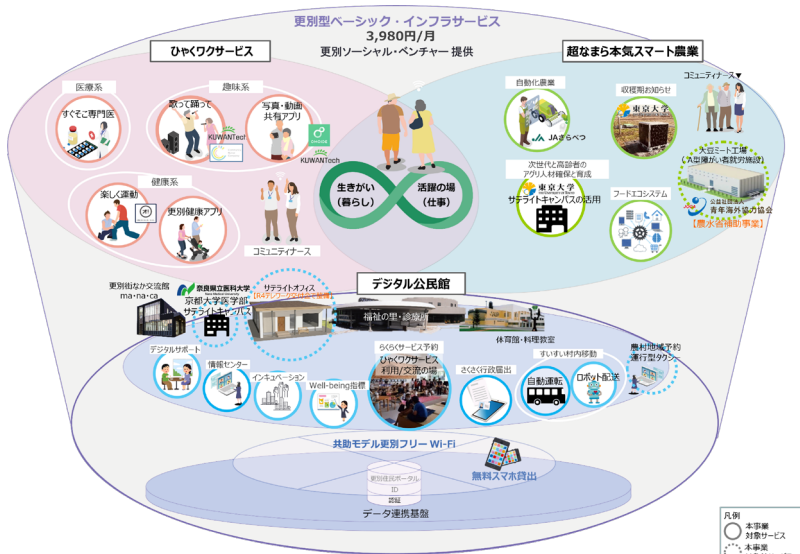 更別型ベーシック・インフラサービス
3,980円/月
更別ソーシャル・ベンチャー 提供
ひゃくワクサービス
超なまら本気スマート農業
医療系
すぐそこ専門医
趣味系
歌って踊って
KUWANTech
写真・動画
共有アプリ
KUWANTech
健康系
楽しく運動
更別健康アプリ
コミュニティナース
生きがい
(暮らし)
活躍の場
(仕事)
自動化農業
JAさらべつ
収穫期お知らせ
東京大学
コミュニティナース▼
次世代と高齢者の
アグリ人材確保と育成
東京大学
サテライトキャンパスの活用
フードエコシステム
大豆ミート工場
(A型障がい者就労施設)
公益社団法人
青年海外協力協会
【農水省補助事業】
デジタル公民館
更別街なか交流館
ma・na・ca
奈良県立医科大学
京都大学医学部
サテライトキャンパス
サテライトオフィス
福祉の里・診療所
体育館・料理教室
デジタルサポート
情報センター
インキュベーション
Well-being指標
らくらくサービス予約
ひゃくワクサービス
利用/交流の場
さくさく行政届出
すいすい村内移動
自動運転
ロボット配送
農村地域予約
運行型タクシー
共助モデル更別フリーWi-Fi
無料スマホ貸出
更別住民ポータル
ID
認証
データ連携基盤
凡例
本事業
対象サービス
本事業